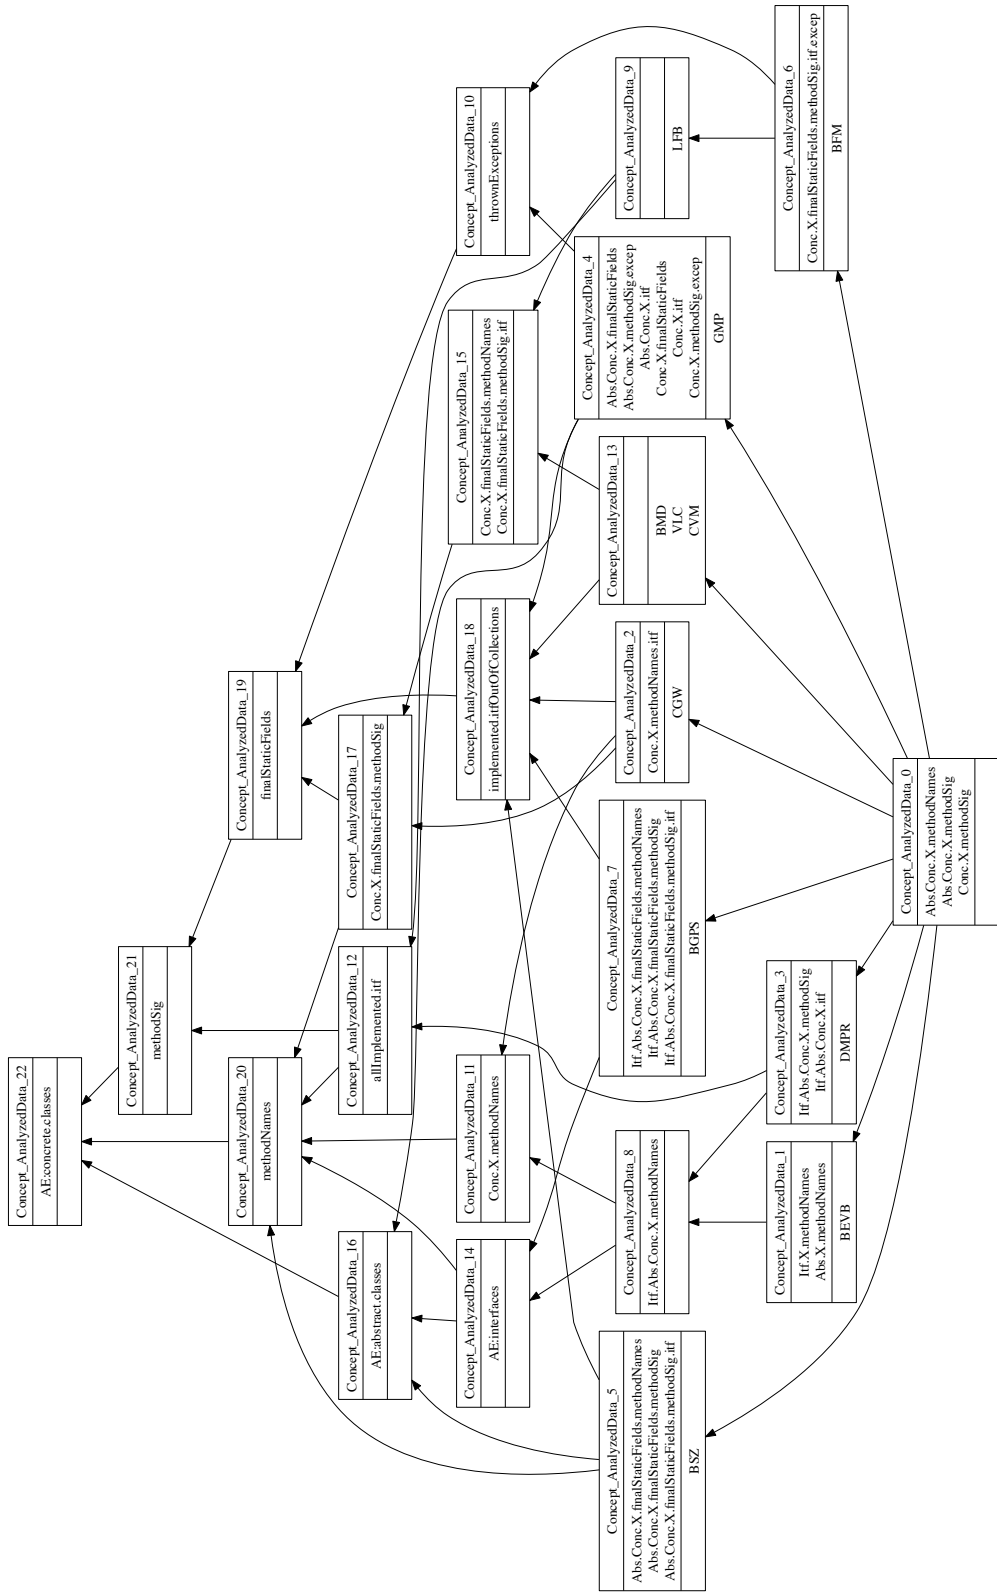 Concept_AnalyzedData_22
AE:concrete.classes
Concept_AnalyzedData_21
methodSig
Concept_AnalyzedData_20
methodNames
Concept_AnalyzedData_19
finalStaticFields
Concept_AnalyzedData_16
AE:abstract.classes
Concept_AnalyzedData_12
allImplemented.itf
Concept_AnalyzedData_17
Conc.X.finalStaticFields.methodSig
Concept_AnalyzedData_14
AE:interfaces
Concept_AnalyzedData_11
Conc.X.methodNames
Concept_AnalyzedData_18
implemented.itfOutOfCollections
Concept_AnalyzedData_15
Conc.X.finalStaticFields.methodNames
Conc.X.finalStaticFields.methodSig.itf
Concept_AnalyzedData_10
thrownExceptions
Concept_AnalyzedData_5
Abs.Conc.X.finalStaticFields.methodNames
Abs.Conc.X.finalStaticFields.methodSig
Abs.Conc.X.finalStaticFields.methodSig.itf
BSZ
Concept_AnalyzedData_8
Itf.Abs.Conc.X.methodNames
Concept_AnalyzedData_7
Itf.Abs.Conc.X.finalStaticFields.methodNames
Itf.Abs.Conc.X.finalStaticFields.methodSig
Itf.Abs.Conc.X.finalStaticFields.methodSig.itf
BGPS
Concept_AnalyzedData_2
Conc.X.methodNames.itf
CGW
Concept_AnalyzedData_13
BMD
VLC
CVM
Concept_AnalyzedData_4
Abs.Conc.X.finalStaticFields
Abs.Conc.X.methodSig.excep
Abs.Conc.X.itf
Conc.X.finalStaticFields
Conc.X.itf
Conc.X.methodSig.excep
GMP
Concept_AnalyzedData_9
LFB
Concept_AnalyzedData_1
Itf.X.methodNames
Abs.X.methodNames
BEVB
Concept_AnalyzedData_3
Itf.Abs.Conc.X.methodSig
Itf.Abs.Conc.X.itf
DMPR
Concept_AnalyzedData_6
Conc.X.finalStaticFields.methodSig.itf.excep
BFM
Concept_AnalyzedData_0
Abs.Conc.X.methodNames
Abs.Conc.X.methodSig
Conc.X.methodSig